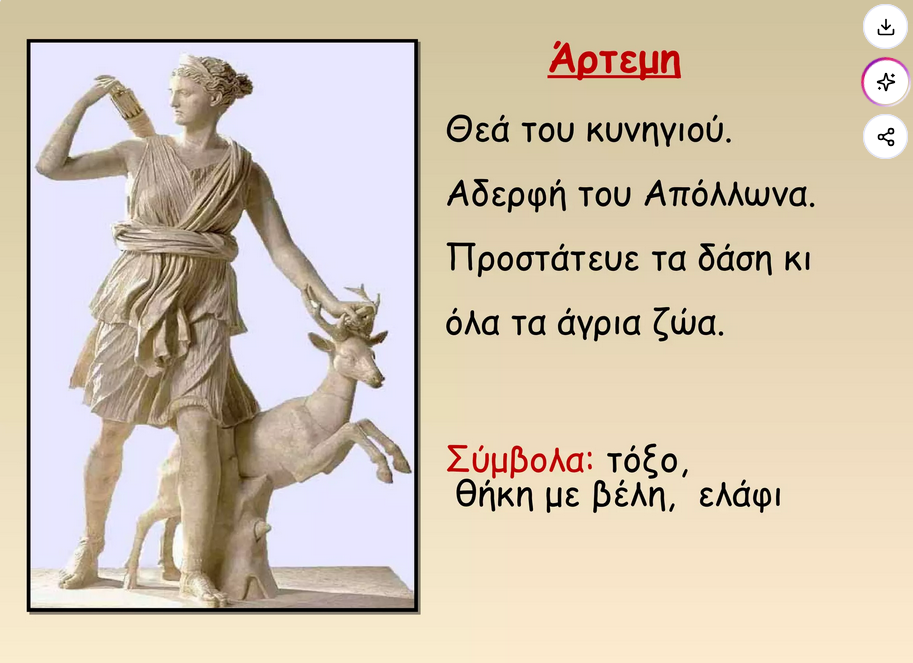 Άρτεμη
Θεά του κυνηγιού.
Αδερφή του Απόλλωνα.
Προστάτευε τα δάση κι
όλα τα άγρια ζώα.
Σύμβολα: τόξο,
θήκη με βέλη, ελάφι